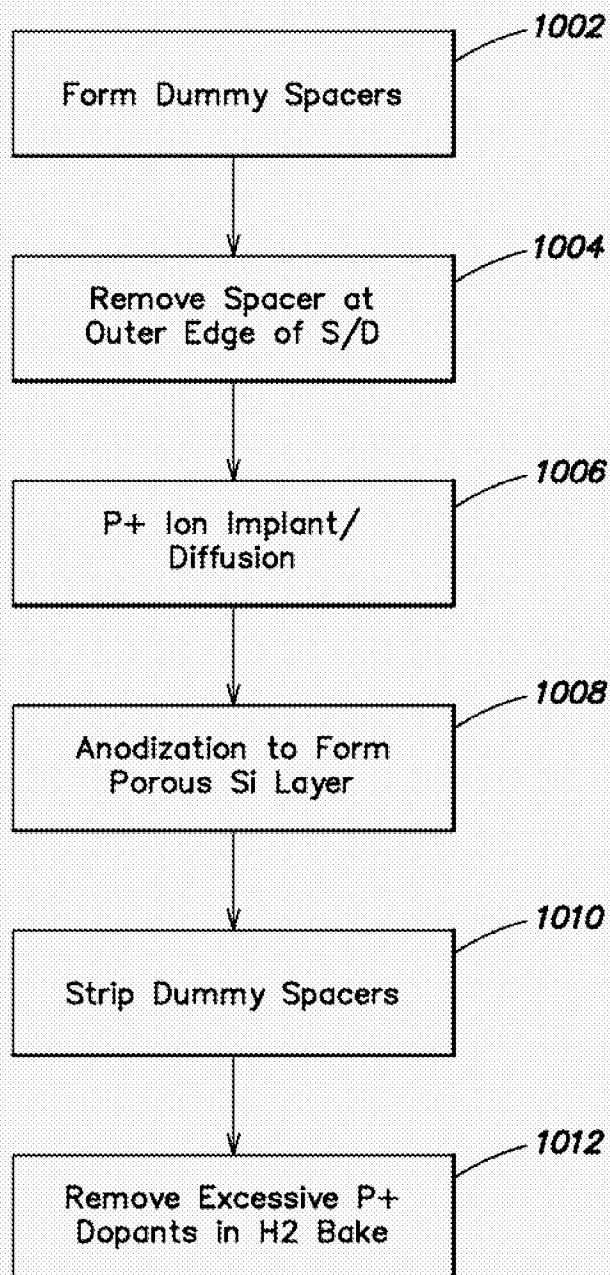 1002
Form Dummy Spacers
1004
Remove Spacer at
Outer Edge of S/D
1006
P+ Ion Implant/
Diffusion
1008
Anodization to Form
Porous Si Layer
1010
Strip Dummy Spacers
1012
Remove Excessive P+
Dopants in H2 Bake